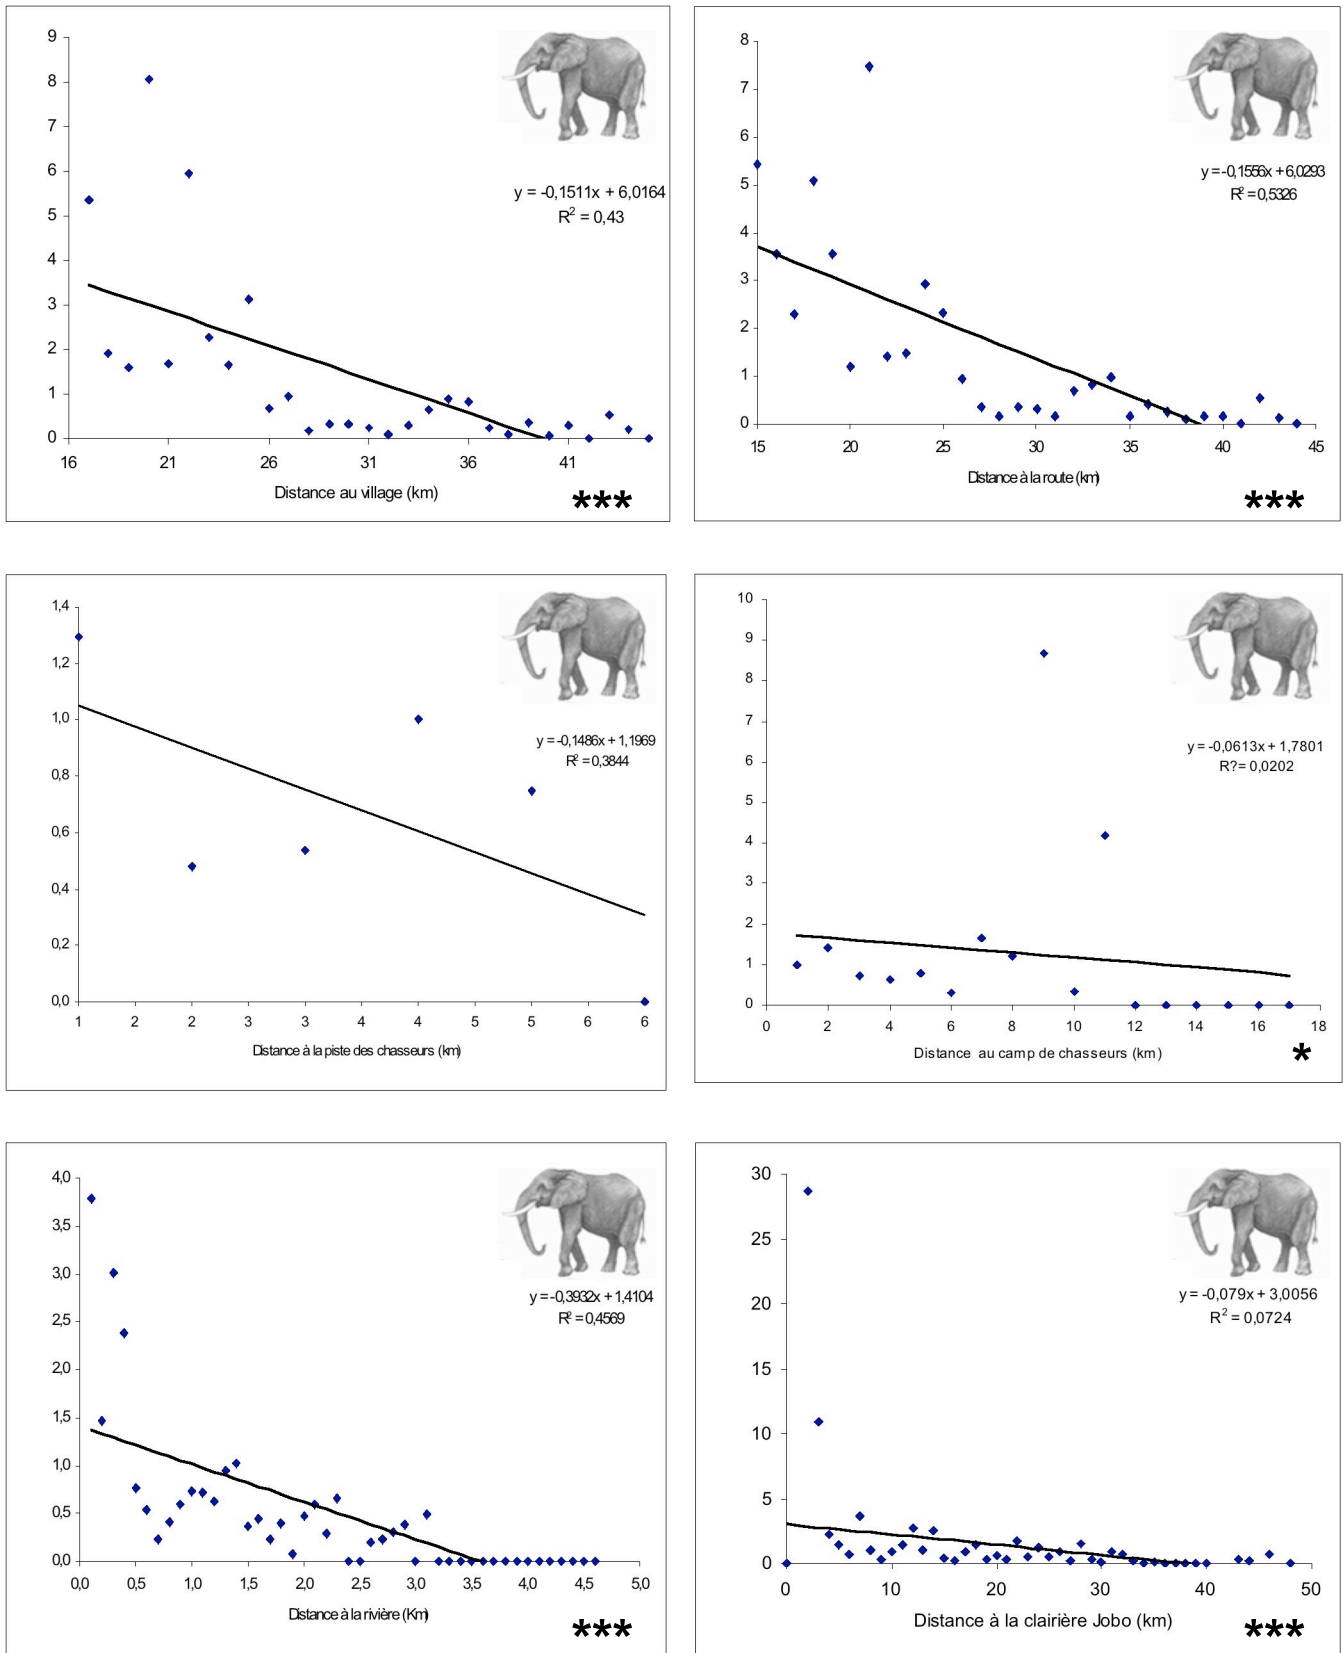 9
8
7
6
5
4
3
2
1
0
16 21 26 31 36 41
y = -0,1511x + 6,0164
R² = 0,43
Distance au village (km)
***
8
7
6
5
4
3
2
1
0
15 20 25 30 35 40 45
y = -0,1556x + 6,0293
R² = 0,5326
Distance à la route (km)
***
1,4
1,2
1,0
0,8
0,6
0,4
0,2
0,0
1 2 2 3 3 4 4 5 5 6 6
y = -0,1486x + 1,1969
R² = 0,3844
Distance à la piste des chasseurs (km)
10
9
8
7
6
5
4
3
2
1
0
0 2 4 6 8 10 12 14 16 18
y = -0,0613x + 1,7801
R? = 0,0202
Distance au camp de chasseurs (km)
*
4,0
3,5
3,0
2,5
2,0
1,5
1,0
0,5
0,0
0,0 0,5 1,0 1,5 2,0 2,5 3,0 3,5 4,0 4,5 5,0
y = -0,3932x + 1,4104
R² = 0,4569
Distance à la rivière (Km)
***
30
25
20
15
10
5
0
0 10 20 30 40 50
y = -0,079x + 3,0056
R² = 0,0724
Distance à la clairière Jobo (km)
***